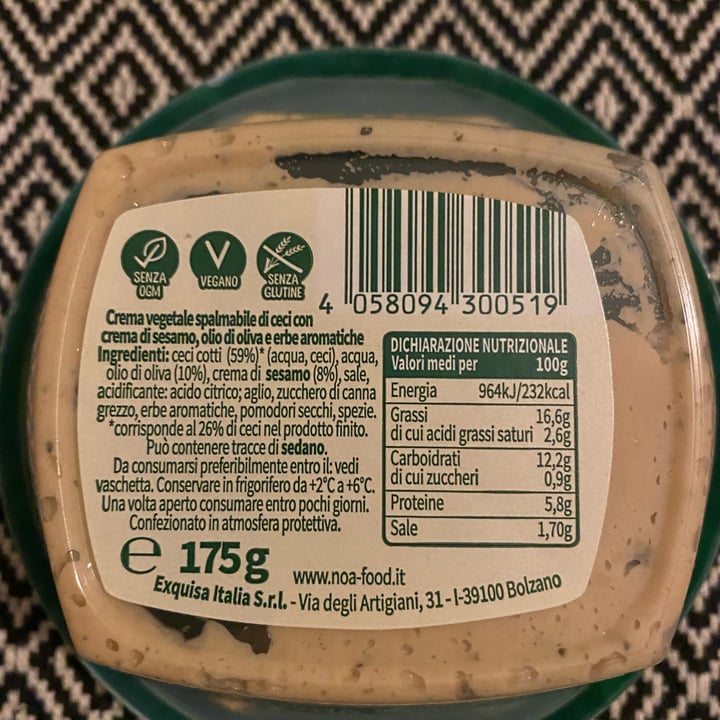 SENZA
OGM
VEGANO
SENZA
GLUTINE
4 058094 300519
Crema vegetale spalmabile di ceci con
crema di sesamo, olio di oliva e erbe aromatiche
Ingredienti: ceci cotti (59%)* (acqua, ceci), acqua,
olio di oliva (10%), crema di sesamo (8%), sale,
acidificante: acido citrico; aglio, zucchero di canna
grezzo, erbe aromatiche, pomodori secchi, spezie.
*corrisponde al 26% di ceci nel prodotto finito.
Può contenere tracce di sedano.
Da consumarsi preferibilmente entro il: vedi
vaschetta. Conservare in frigorifero da +2°C a +6°C.
Una volta aperto consumare entro pochi giorni.
Confezionato in atmosfera protettiva.
DICHIARAZIONE NUTRIZIONALE
Valori medi per 100g
Energia 964kJ/232kcal
Grassi 16,6g
di cui acidi grassi saturi 2,6g
Carboidrati 12,2g
di cui zuccheri 0,9g
Proteine 5,8g
Sale 1,70g
e 175g
www.noa-food.it
Exquisa Italia S.r.l. - Via degli Artigiani, 31 - I-39100 Bolzano